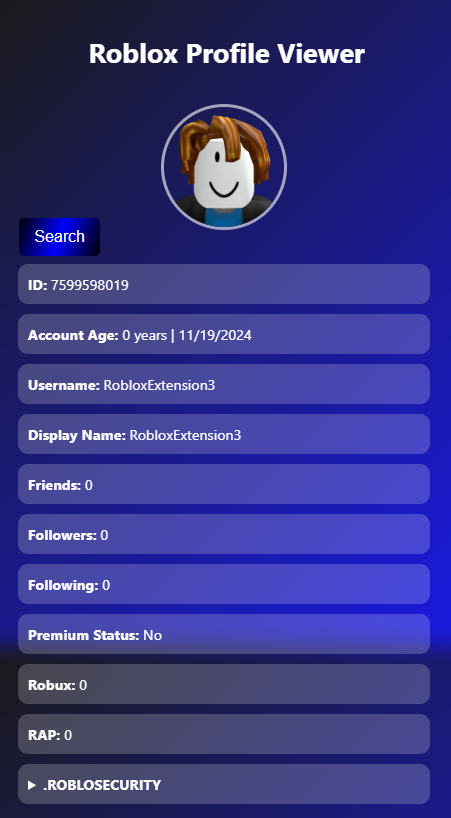 Roblox Profile Viewer
Search
ID: 7599598019
Account Age: 0 years | 11/19/2024
Username: RobloxExtension3
Display Name: RobloxExtension3
Friends: 0
Followers: 0
Following: 0
Premium Status: No
Robux: 0
RAP: 0
.ROBLOSECURITY